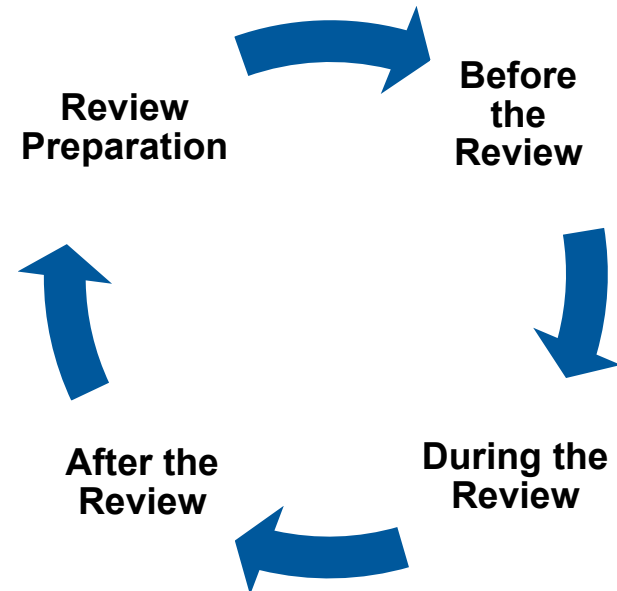 Review
Preparation
Before
the
Review
During the
Review
After the
Review